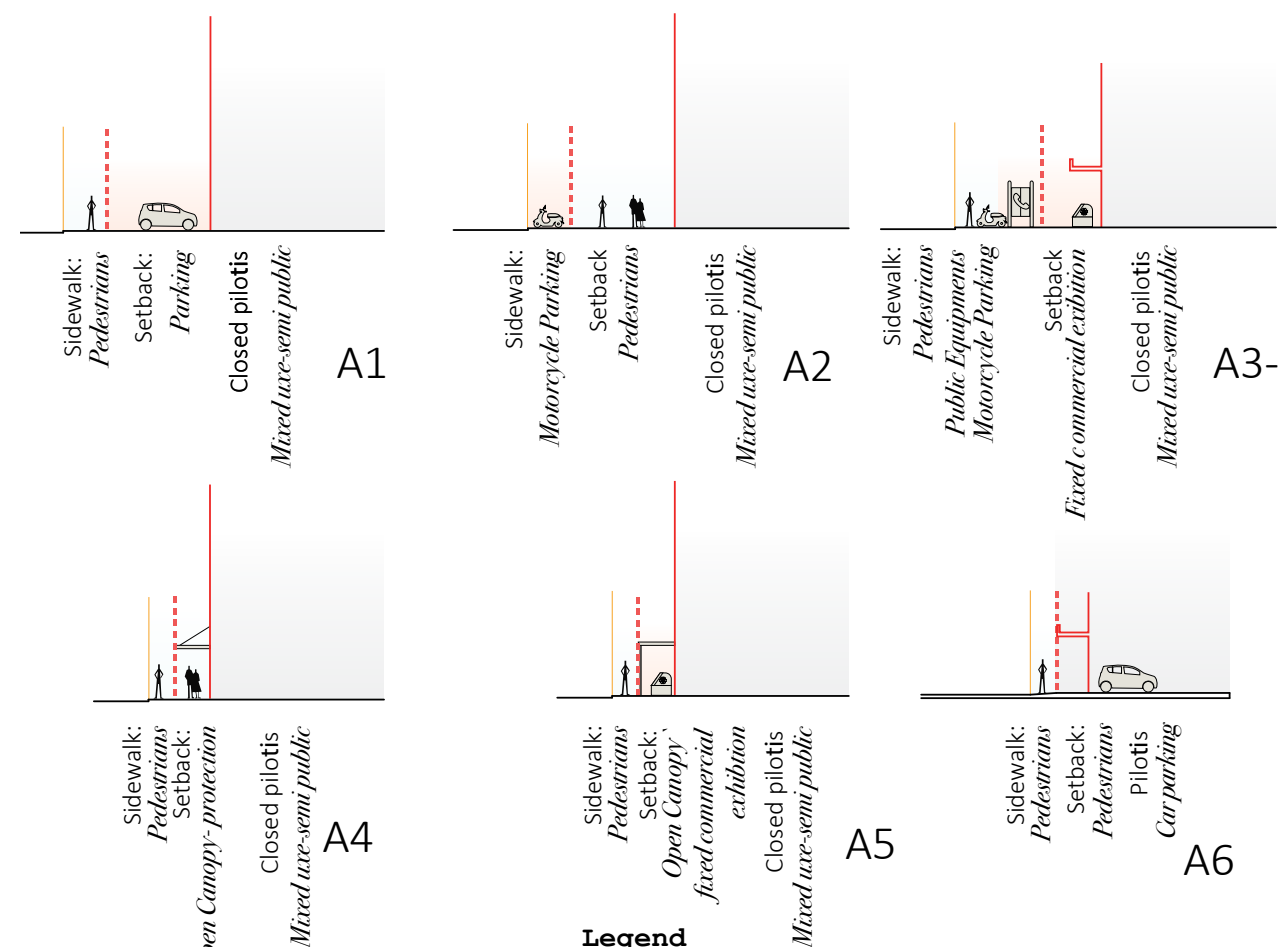 Sidewalk:
Pedestrians
Setback:
Parking
Closed pilotis
Mixed uxe-semi public
A1
Sidewalk:
Motorcycle Parking
Setback
Pedestrians
Closed pilotis
Mixed uxe-semi public
A2
Sidewalk:
Pedestrians
Public Equipments
Motorcycle Parking
Setback
Fixed commercial exibition
Closed pilotis
Mixed uxe-semi public
A3-
Sidewalk:
Pedestrians
Setback:
pen Canopy- protection
Closed pilotis
Mixed uxe-semi public
A4
Sidewalk:
Pedestrians
Setback:
Open Canopy`
fixed commercial
exhibtion
Closed pilotis
Mixed uxe-semi public
A5
Sidewalk:
Pedestrians
Setback:
Pedestrians
Pilotis
Car parking
A6
Legend